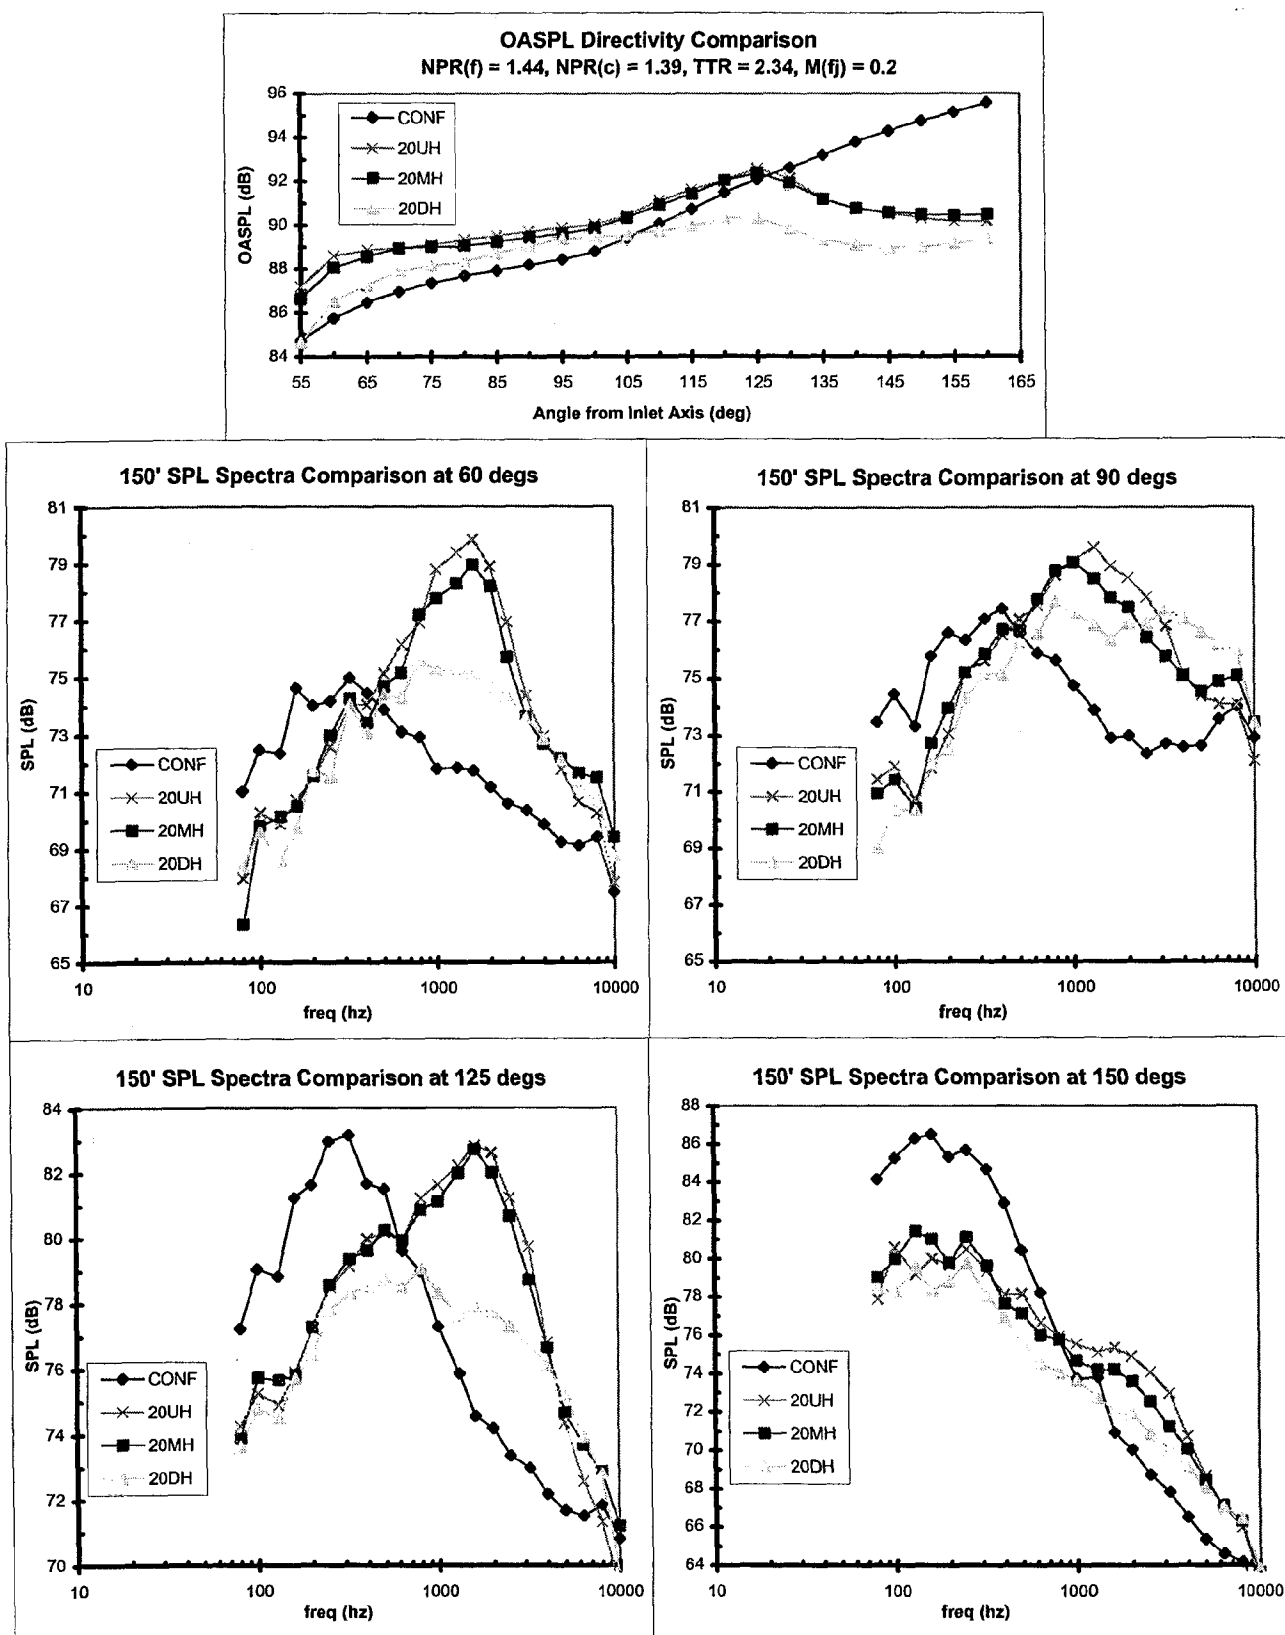 OASPL Directivity Comparison
NPR(f) = 1.44, NPR(c) = 1.39, TTR = 2.34, M(fj) = 0.2
OASPL (dB)
96
94
92
90
88
86
84
CONF
20UH
20MH
20DH
55 65 75 85 95 105 115 125 135 145 155 165
Angle from Inlet Axis (deg)
150' SPL Spectra Comparison at 60 degs
SPL (dB)
81
79
77
75
73
71
69
67
65
CONF
20UH
20MH
20DH
10 100 1000 10000
freq (hz)
150' SPL Spectra Comparison at 90 degs
SPL (dB)
81
79
77
75
73
71
69
67
65
CONF
20UH
20MH
20DH
10 100 1000 10000
freq (hz)
150' SPL Spectra Comparison at 125 degs
SPL (dB)
84
82
80
78
76
74
72
70
CONF
20UH
20MH
20DH
10 100 1000 10000
freq (hz)
150' SPL Spectra Comparison at 150 degs
SPL (dB)
88
86
84
82
80
78
76
74
72
70
68
66
64
CONF
20UH
20MH
20DH
10 100 1000 10000
freq (hz)